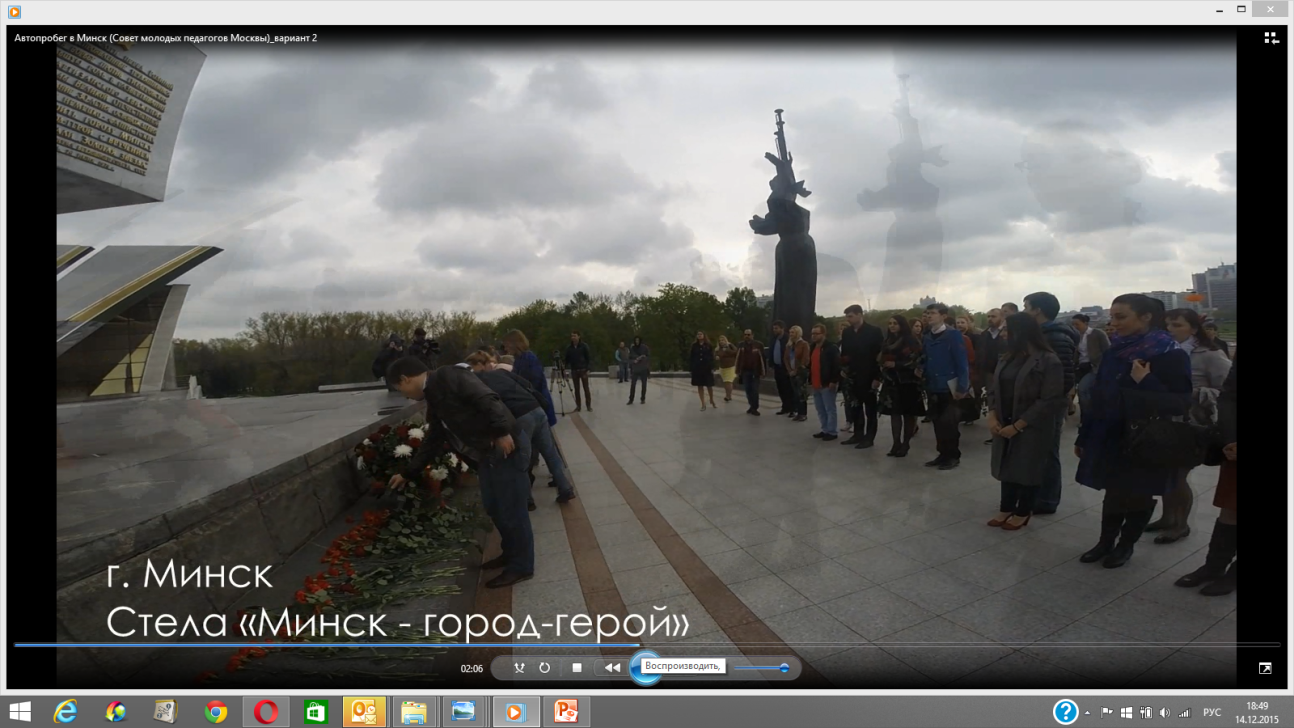 Автопробег в Минск (Совет молодых педагогов Москвы)_вариант 2
г. Минск
Стела «Минск - город-герой»
02:06
Воспроизводить,
РУС
18:49
14.12.2015